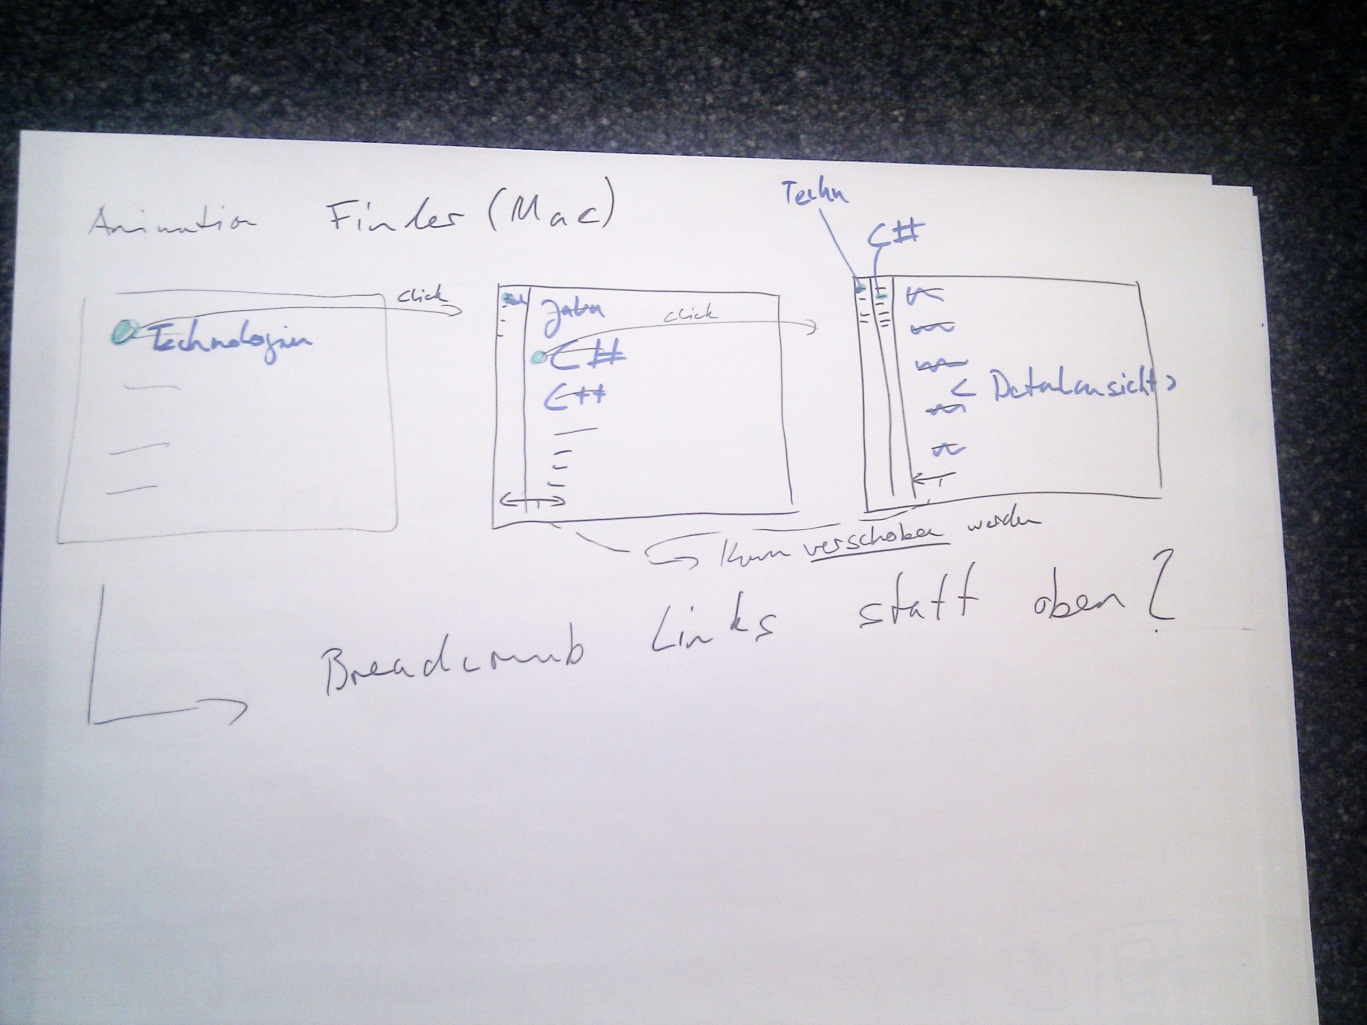 Animation Finder (Mac)
Techn
C#
click
Technologien
Java
click
C#
C++
< Detailansicht >
Kann verschoben werden
Breadcrumb Links statt oben?